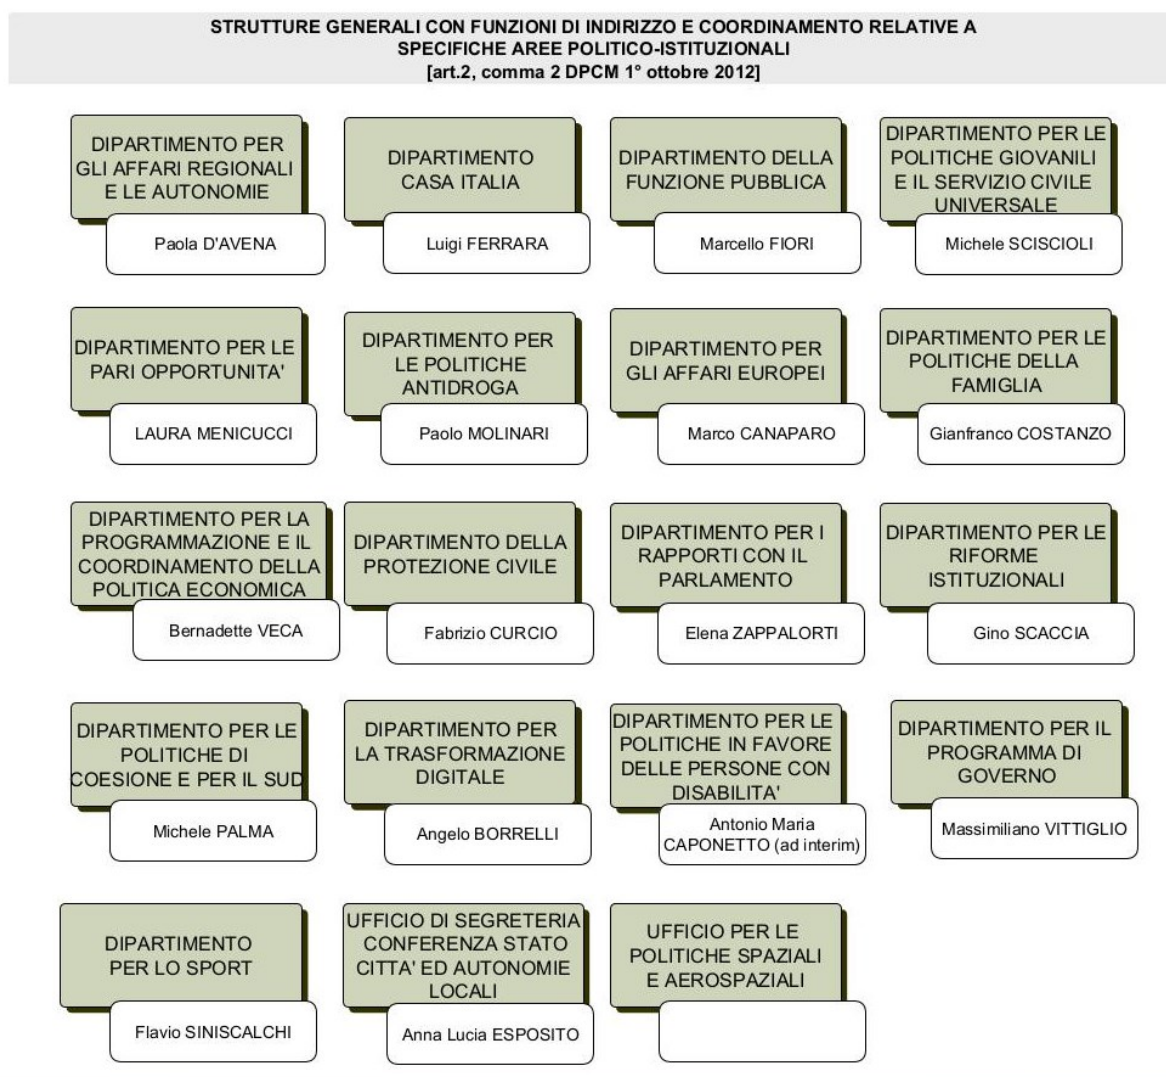 STRUTTURE GENERALI CON FUNZIONI DI INDIRIZZO E COORDINAMENTO RELATIVE A
SPECIFICHE AREE POLITICO-ISTITUZIONALI
[art.2, comma 2 DPCM 1° ottobre 2012]
DIPARTIMENTO PER
GLI AFFARI REGIONALI
E LE AUTONOMIE
Paola D'AVENA
DIPARTIMENTO
CASA ITALIA
Luigi FERRARA
DIPARTIMENTO DELLA
FUNZIONE PUBBLICA
Marcello FIORI
DIPARTIMENTO PER LE
POLITICHE GIOVANILI
E IL SERVIZIO CIVILE
UNIVERSALE
Michele SCISCIOLI
DIPARTIMENTO PER LE
PARI OPPORTUNITA'
LAURA MENICUCCI
DIPARTIMENTO PER
LE POLITICHE
ANTIDROGA
Paolo MOLINARI
DIPARTIMENTO PER
GLI AFFARI EUROPEI
Marco CANAPARO
DIPARTIMENTO PER LE
POLITICHE DELLA
FAMIGLIA
Gianfranco COSTANZO
DIPARTIMENTO PER LA
PROGRAMMAZIONE E IL
COORDINAMENTO DELLA
POLITICA ECONOMICA
Bernadette VECA
DIPARTIMENTO DELLA
PROTEZIONE CIVILE
Fabrizio CURCIO
DIPARTIMENTO PER I
RAPPORTI CON IL
PARLAMENTO
Elena ZAPPALORTI
DIPARTIMENTO PER LE
RIFORME
ISTITUZIONALI
Gino SCACCIA
DIPARTIMENTO PER LE
POLITICHE DI
COESIONE E PER IL SUD
Michele PALMA
DIPARTIMENTO PER
LA TRASFORMAZIONE
DIGITALE
Angelo BORRELLI
DIPARTIMENTO PER LE
POLITICHE IN FAVORE
DELLE PERSONE CON
DISABILITA'
Antonio Maria
CAPONETTO (ad interim)
DIPARTIMENTO PER IL
PROGRAMMA DI
GOVERNO
Massimiliano VITTIGLIO
DIPARTIMENTO
PER LO SPORT
Flavio SINISCALCHI
UFFICIO DI SEGRETERIA
CONFERENZA STATO
CITTA' ED AUTONOMIE
LOCALI
Anna Lucia ESPOSITO
UFFICIO PER LE
POLITICHE SPAZIALI
E AEROSPAZIALI